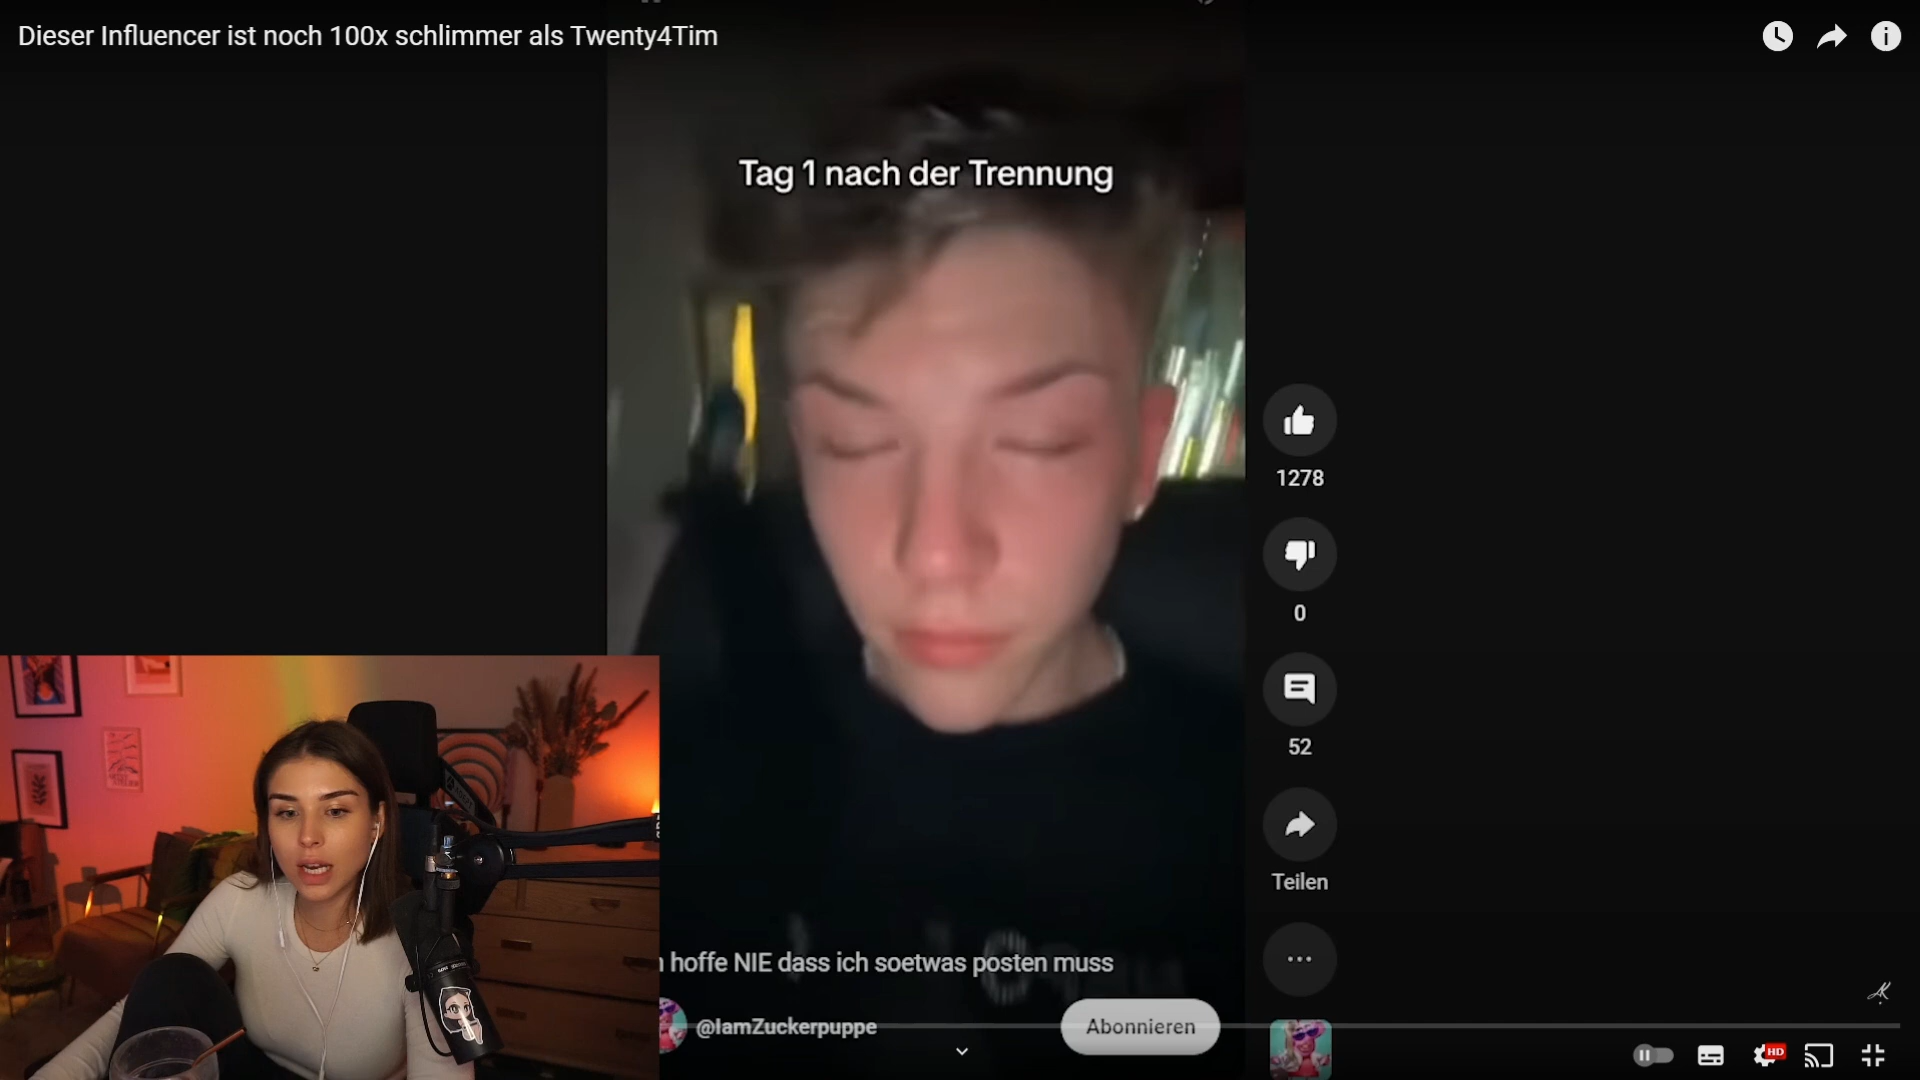 Dieser Influencer ist noch 100x schlimmer als Twenty4Tim
Tag 1 nach der Trennung
1278
0
52
Teilen
hoffe NIE dass ich soetwas posten muss
@IamZuckerpuppe
Abonnieren
HD